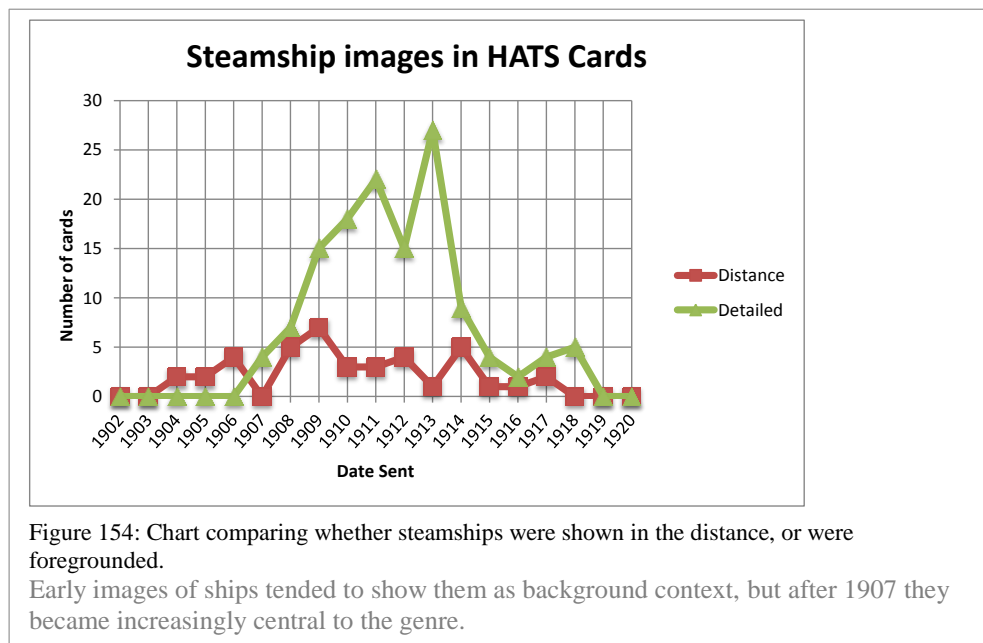 Steamship images in HATS Cards
30
25
20
15
10
5
0
Number of cards
1902
1903
1904
1905
1906
1907
1908
1909
1910
1911
1912
1913
1914
1915
1916
1917
1918
1919
1920
Date Sent
Distance
Detailed
Figure 154: Chart comparing whether steamships were shown in the distance, or were
foregrounded.
Early images of ships tended to show them as background context, but after 1907 they
became increasingly central to the genre.